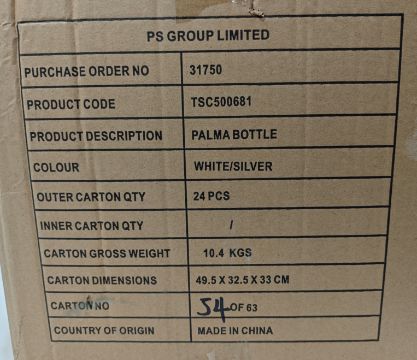 PS GROUP LIMITED
PURCHASE ORDER NO 31750
PRODUCT CODE TSC500681
PRODUCT DESCRIPTION PALMA BOTTLE
COLOUR WHITE/SILVER
OUTER CARTON QTY 24 PCS
INNER CARTON QTY /
CARTON GROSS WEIGHT 10.4 KGS
CARTON DIMENSIONS 49.5 X 32.5 X 33 CM
CARTON NO 54 OF 63
COUNTRY OF ORIGIN MADE IN CHINA